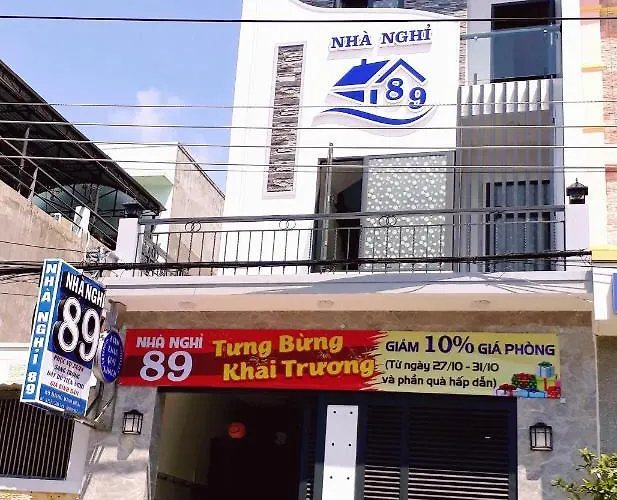 NHÀ NGHỈ
89
NHÀ NGHỈ 89
NHÀ NGHỈ
89
NHÀ NGHỈ
89
Tưng Bừng
Khai Trương
GIẢM 10% GIÁ PHÒNG
(Từ ngày 27/10 - 31/10
và phần quà hấp dẫn)